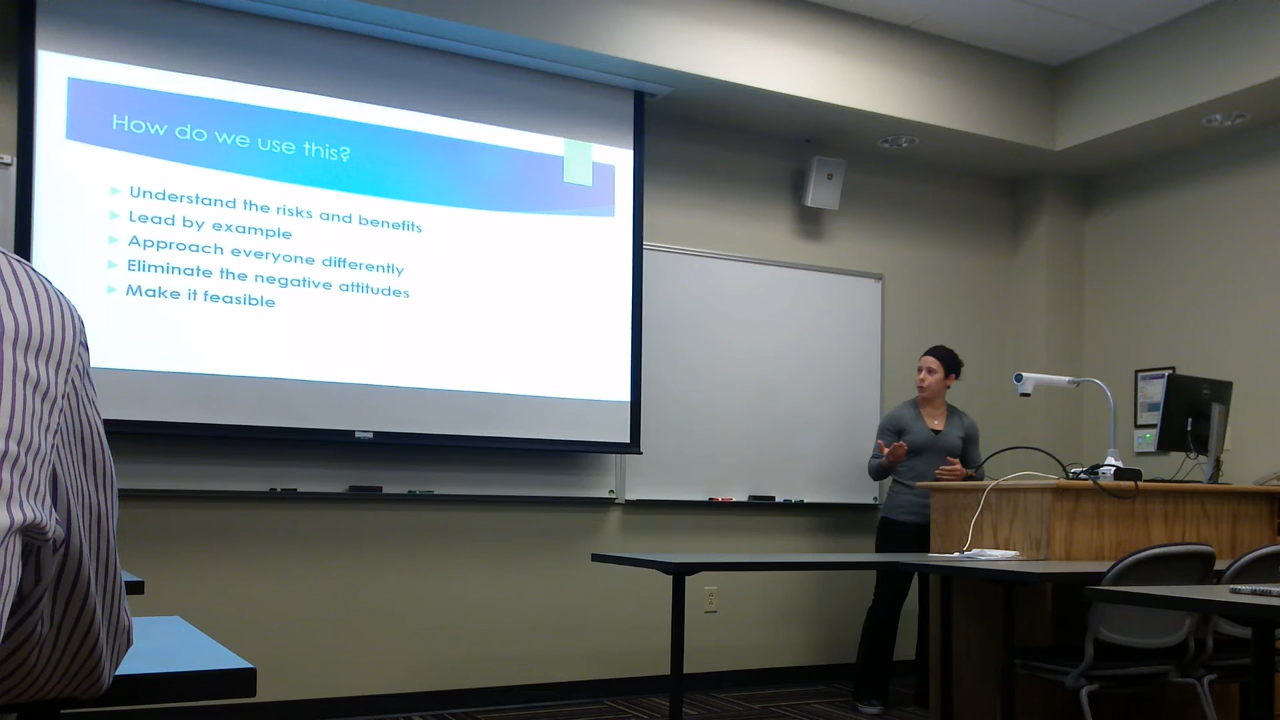 How do we use this?
Understand the risks and benefits
Lead by example
Approach everyone differently
Eliminate the negative attitudes
Make it feasible